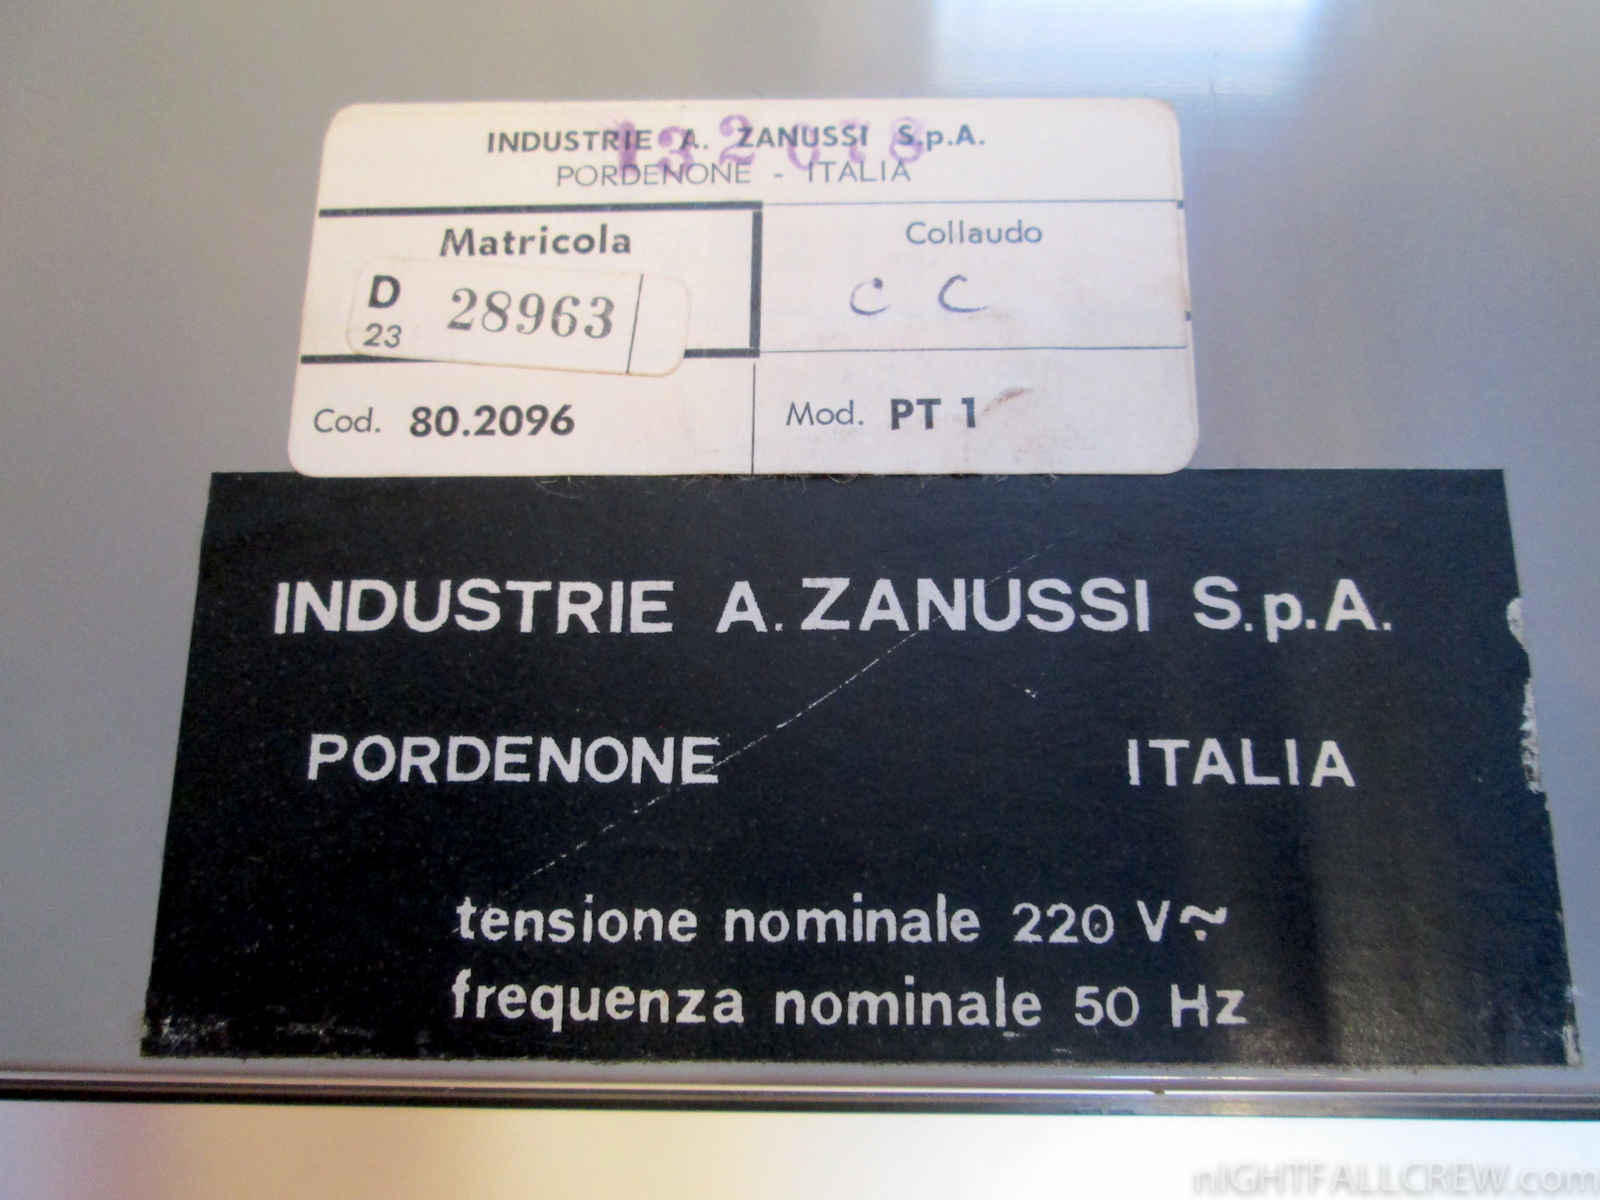 INDUSTRIE A. ZANUSSI S.p.A.
PORDENONE - ITALIA
Matricola
Collaudo
D
23
28963
C C
Cod. 80.2096
Mod. PT 1
INDUSTRIE A. ZANUSSI S.p.A.
PORDENONE ITALIA
tensione nominale 220 V~
frequenza nominale 50 Hz
nIGHTFALLCREW.com